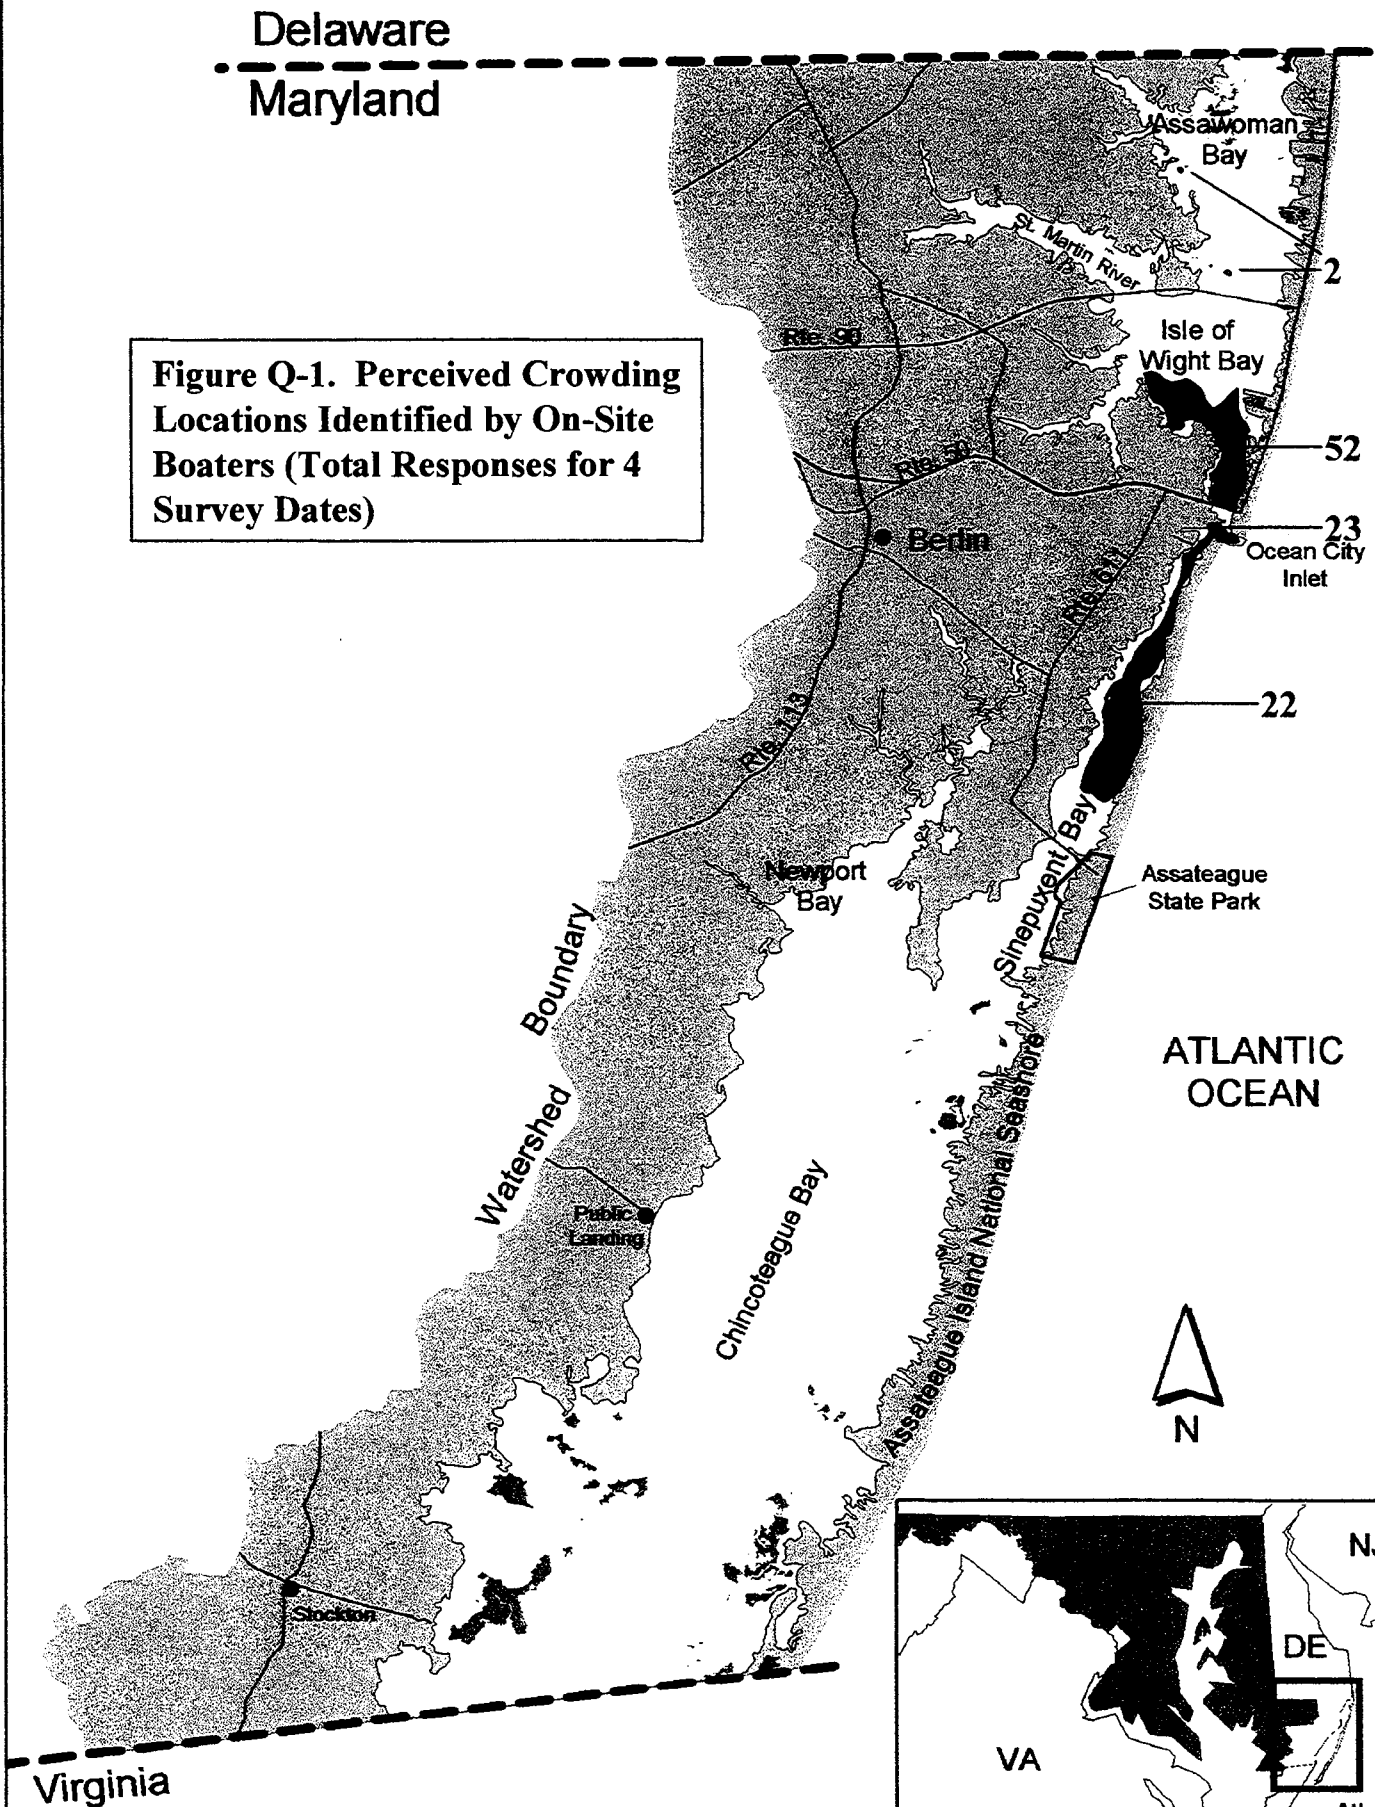 Delaware
Maryland
Assawoman
Bay
St. Martin River
2
Rte. 90
Isle of
Wight Bay
Figure Q-1. Perceived Crowding
Locations Identified by On-Site
Boaters (Total Responses for 4
Survey Dates)
52
Rte. 50
23
Berlin
Ocean City
Inlet
Rte. 611
22
Rte. 113
Sinepuxent Bay
Newport
Bay
Assateague
State Park
Watershed Boundary
ATLANTIC
OCEAN
Assateague Island National Seashore
Chincoteague Bay
Public
Landing
N
Stockton
DE
VA
Virginia